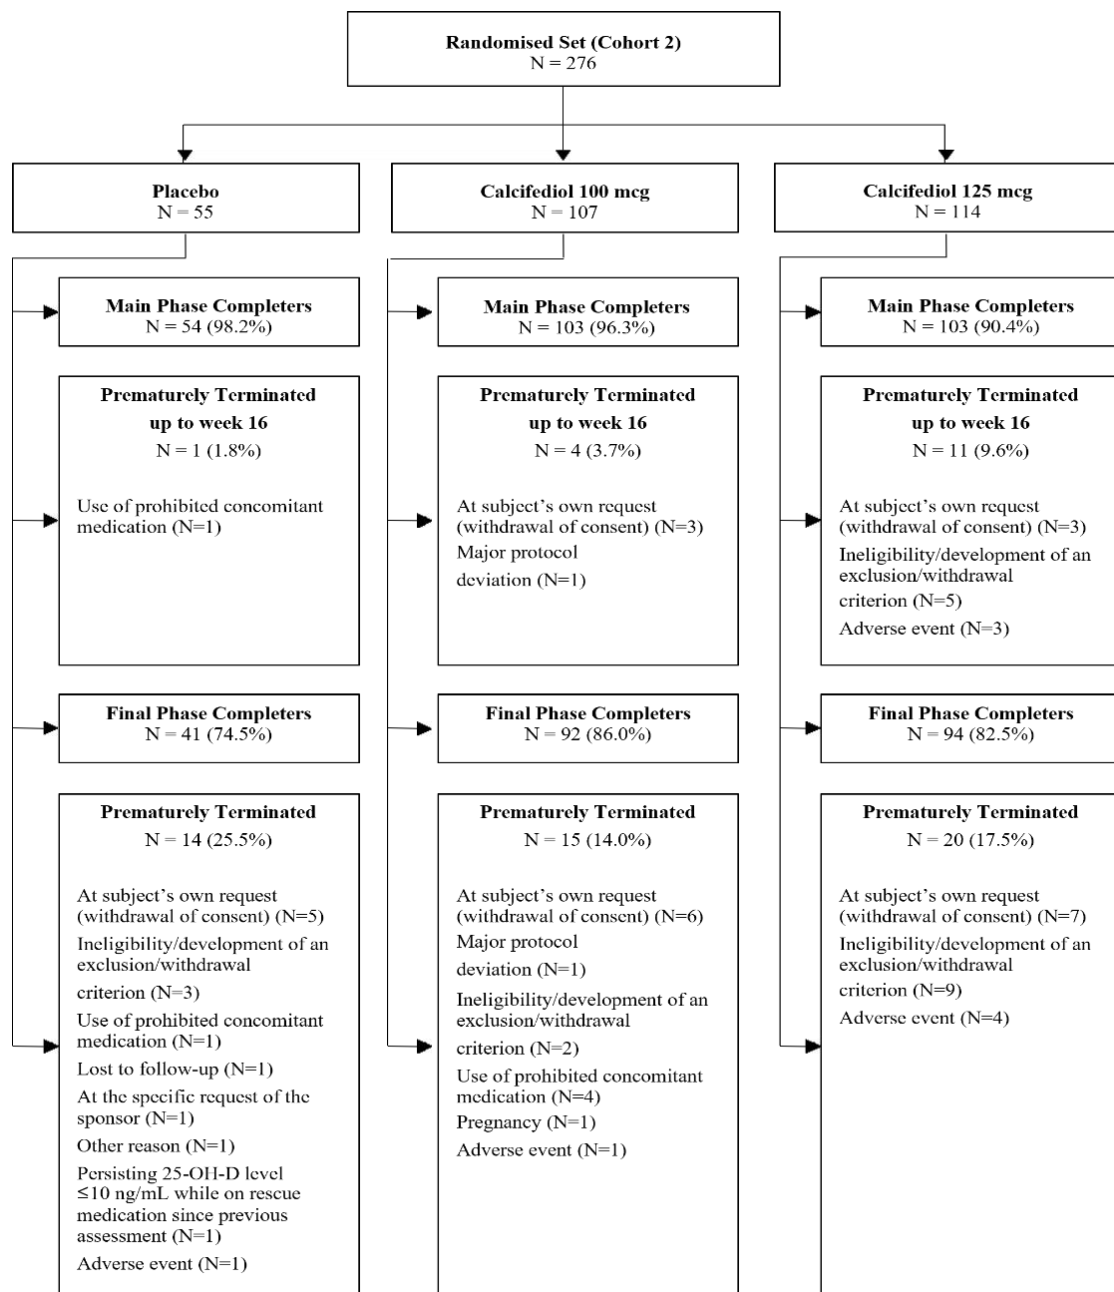 Randomised Set (Cohort 2)
N = 276
Placebo
N = 55
Calcifediol 100 mcg
N = 107
Calcifediol 125 mcg
N = 114
Main Phase Completers
N = 54 (98.2%)
Main Phase Completers
N = 103 (96.3%)
Main Phase Completers
N = 103 (90.4%)
Prematurely Terminated
up to week 16
N = 1 (1.8%)
Use of prohibited concomitant
medication (N=1)
Prematurely Terminated
up to week 16
N = 4 (3.7%)
At subject's own request
(withdrawal of consent) (N=3)
Major protocol
deviation (N=1)
Prematurely Terminated
up to week 16
N = 11 (9.6%)
At subject's own request
(withdrawal of consent) (N=3)
Ineligibility/development of an
exclusion/withdrawal
criterion (N=5)
Adverse event (N=3)
Final Phase Completers
N = 41 (74.5%)
Final Phase Completers
N = 92 (86.0%)
Final Phase Completers
N = 94 (82.5%)
Prematurely Terminated
N = 14 (25.5%)
At subject's own request
(withdrawal of consent) (N=5)
Ineligibility/development of an
exclusion/withdrawal
criterion (N=3)
Use of prohibited concomitant
medication (N=1)
Lost to follow-up (N=1)
At the specific request of the
sponsor (N=1)
Other reason (N=1)
Persisting 25-OH-D level
≤10 ng/mL while on rescue
medication since previous
assessment (N=1)
Adverse event (N=1)
Prematurely Terminated
N = 15 (14.0%)
At subject's own request
(withdrawal of consent) (N=6)
Major protocol
deviation (N=1)
Ineligibility/development of an
exclusion/withdrawal
criterion (N=2)
Use of prohibited concomitant
medication (N=4)
Pregnancy (N=1)
Adverse event (N=1)
Prematurely Terminated
N = 20 (17.5%)
At subject's own request
(withdrawal of consent) (N=7)
Ineligibility/development of an
exclusion/withdrawal
criterion (N=9)
Adverse event (N=4)